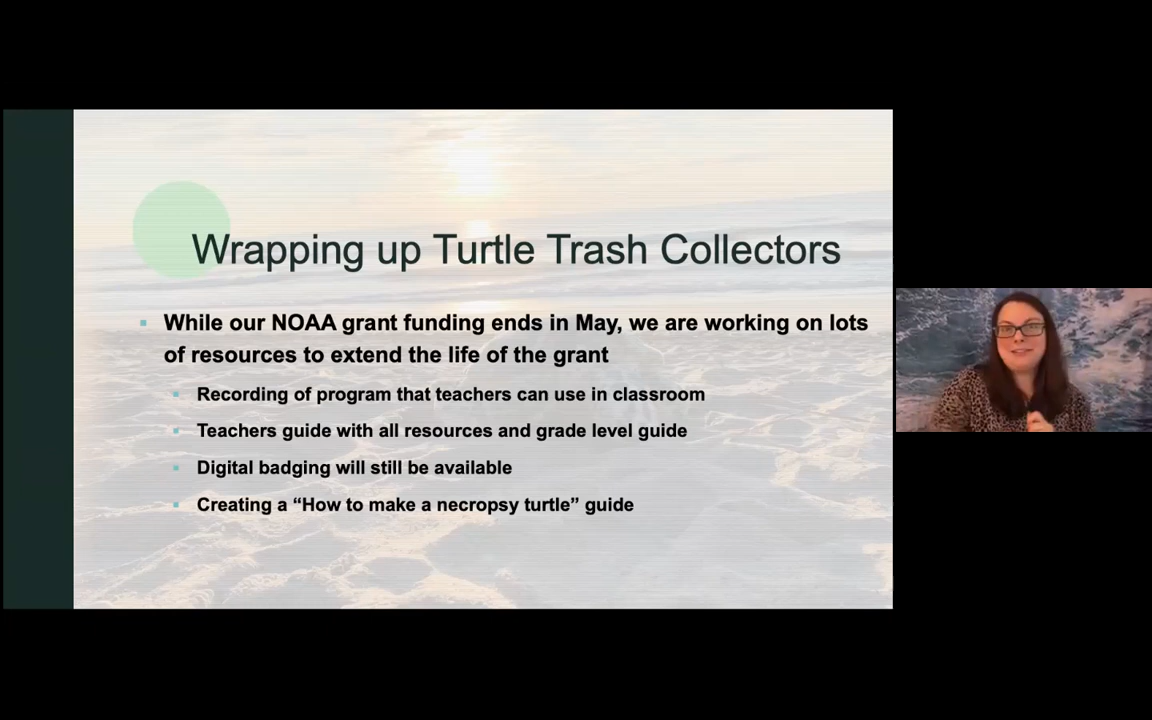 Wrapping up Turtle Trash Collectors
While our NOAA grant funding ends in May, we are working on lots
of resources to extend the life of the grant
Recording of program that teachers can use in classroom
Teachers guide with all resources and grade level guide
Digital badging will still be available
Creating a “How to make a necropsy turtle” guide